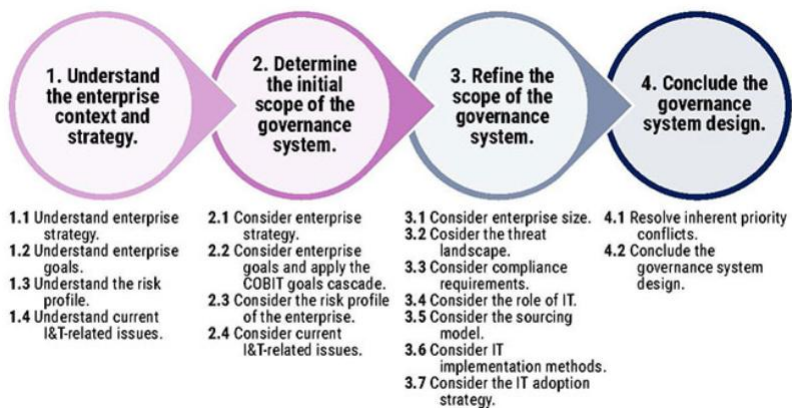 1. Understand
the enterprise
context and
strategy.
2. Determine
the initial
scope of the
governance
system.
3. Refine the
scope of the
governance
system.
4. Conclude the
governance
system design.
1.1 Understand enterprise
strategy.
1.2 Understand enterprise
goals.
1.3 Understand the risk
profile.
1.4 Understand current
I&T-related issues.
2.1 Consider enterprise
strategy.
2.2 Consider enterprise
goals and apply the
COBIT goals cascade.
2.3 Consider the risk profile
of the enterprise.
2.4 Consider current
I&T-related issues.
3.1 Consider enterprise size.
3.2 Cosider the threat
landscape.
3.3 Consider compliance
requirements.
3.4 Consider the role of IT.
3.5 Consider the sourcing
model.
3.6 Consider IT
implementation methods.
3.7 Consider the IT adoption
strategy.
4.1 Resolve inherent priority
conflicts.
4.2 Conclude the
governance system
design.